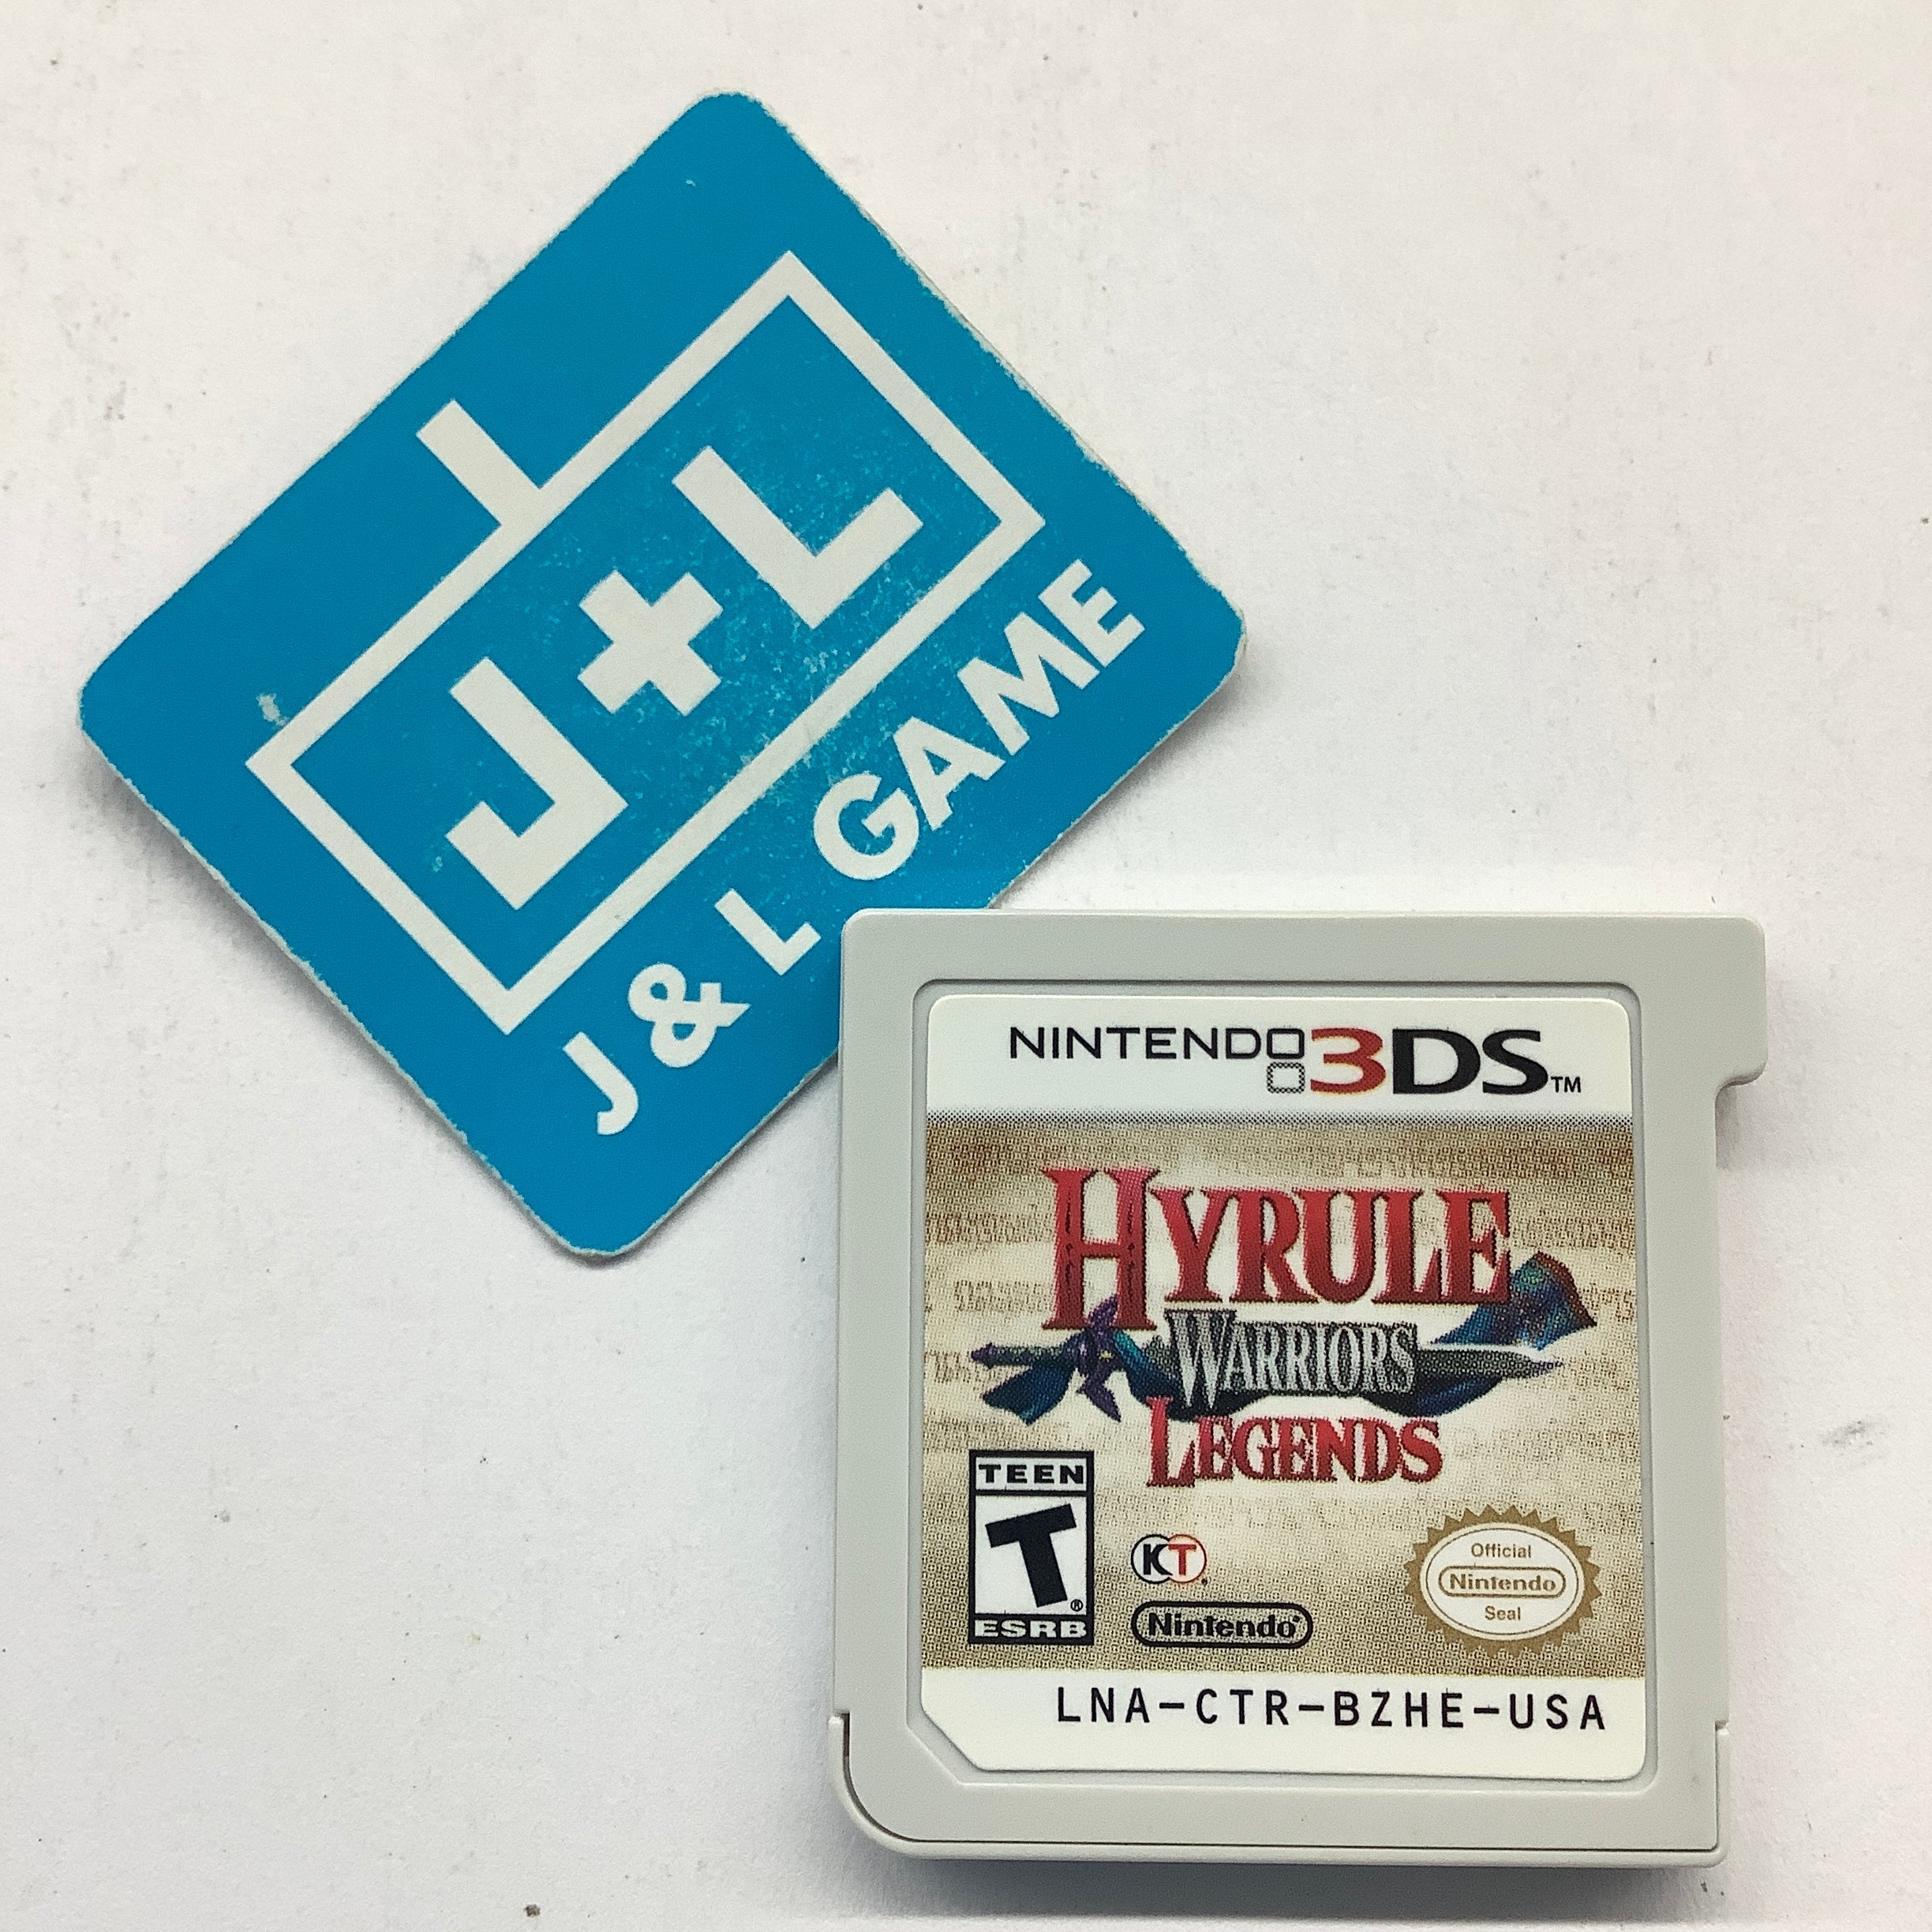 J+L
J & L GAME
NINTENDO 3DS™
HYRULE
WARRIORS
LEGENDS
TEEN
T®
ESRB
KT®
Nintendo®
Official
Nintendo
Seal
LNA-CTR-BZHE-USA